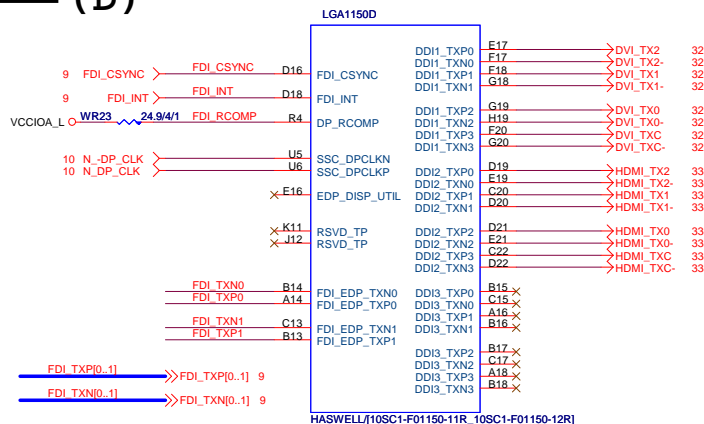 (D)
LGA1150D
9 FDI_CSYNC FDI_CSYNC D16 FDI_CSYNC
9 FDI_INT FDI_INT D18 FDI_INT
VCCIOA_L WR23 24.9/4/1 FDI_RCOMP R4 DP_RCOMP
10 N_-DP_CLK U5 SSC_DPCLKN
10 N_DP_CLK U6 SSC_DPCLKP
E16 EDP_DISP_UTIL
K11 RSVD_TP
J12 RSVD_TP
FDI_TXN0 B14 FDI_EDP_TXN0
FDI_TXP0 A14 FDI_EDP_TXP0
FDI_TXN1 C13 FDI_EDP_TXN1
FDI_TXP1 B13 FDI_EDP_TXP1
FDI_TXP[0..1] FDI_TXP[0..1] 9
FDI_TXN[0..1] FDI_TXN[0..1] 9
DDI1_TXP0 E17 DVI_TX2 32
DDI1_TXN0 F17 DVI_TX2- 32
DDI1_TXP1 F18 DVI_TX1 32
DDI1_TXN1 G18 DVI_TX1- 32
DDI1_TXP2 G19 DVI_TX0 32
DDI1_TXN2 H19 DVI_TX0- 32
DDI1_TXP3 F20 DVI_TXC 32
DDI1_TXN3 G20 DVI_TXC- 32
DDI2_TXP0 D19 HDMI_TX2 33
DDI2_TXN0 E19 HDMI_TX2- 33
DDI2_TXP1 C20 HDMI_TX1 33
DDI2_TXN1 D20 HDMI_TX1- 33
DDI2_TXP2 D21 HDMI_TX0 33
DDI2_TXN2 E21 HDMI_TX0- 33
DDI2_TXP3 C22 HDMI_TXC 33
DDI2_TXN3 D22 HDMI_TXC- 33
DDI3_TXP0 B15
DDI3_TXN0 C15
DDI3_TXP1 A16
DDI3_TXN1 B16
DDI3_TXP2 B17
DDI3_TXN2 C17
DDI3_TXP3 A18
DDI3_TXN3 B18
HASWELL/[10SC1-F01150-11R_10SC1-F01150-12R]